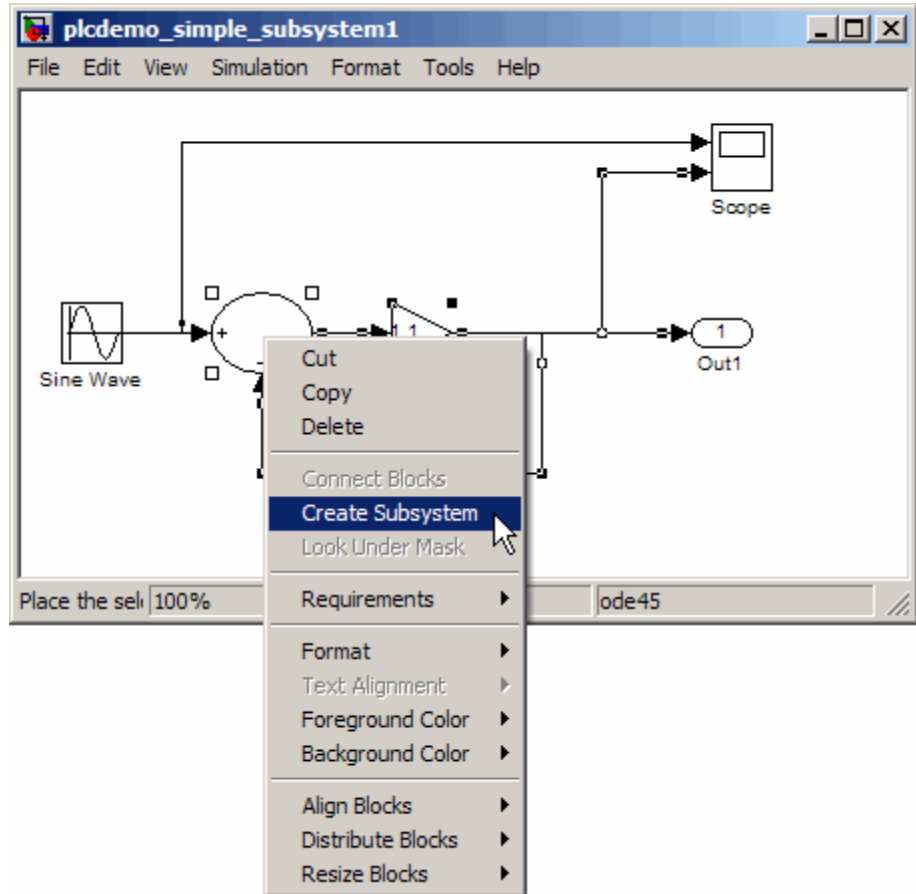 plcdemo_simple_subsystem1
File Edit View Simulation Format Tools Help
Scope
+
1
Sine Wave
Out1
Cut
Copy
Delete
Connect Blocks
Create Subsystem
Look Under Mask
Place the sel 100% ode45
Requirements
Format
Text Alignment
Foreground Color
Background Color
Align Blocks
Distribute Blocks
Resize Blocks